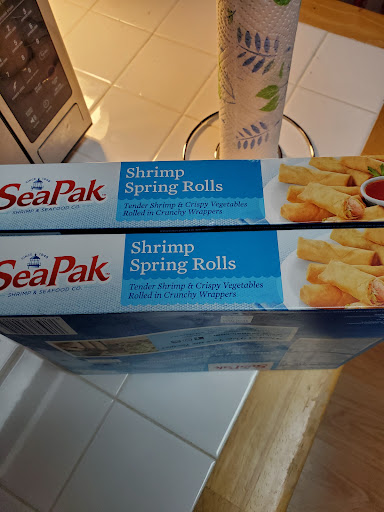 SeaPak
SHRIMP & SEAFOOD CO.
Shrimp
Spring Rolls
Tender Shrimp & Crispy Vegetables
Rolled in Crunchy Wrappers
SeaPak
SHRIMP & SEAFOOD CO.
Shrimp
Spring Rolls
Tender Shrimp & Crispy Vegetables
Rolled in Crunchy Wrappers